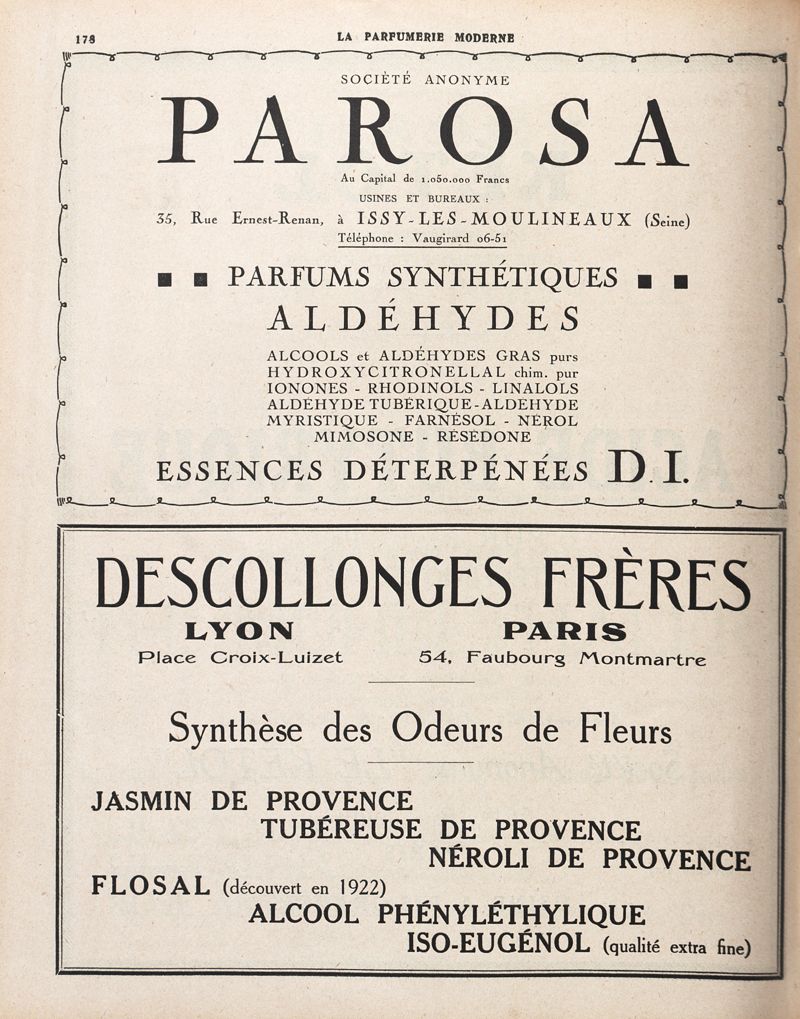 178
LA PARFUMERIE MODERNE
SOCIÉTÉ ANONYME
PAROSA
Au Capital de 1.050.000 Francs
USINES ET BUREAUX :
35, Rue Ernest-Renan, à ISSY-LES-MOULINEAUX (Seine)
Téléphone : Vaugirard 06-51
PARFUMS SYNTHÉTIQUES
ALDÉHYDES
ALCOOLS et ALDÉHYDES GRAS purs
HYDROXYCITRONELLAL chim. pur
IONONES - RHODINOLS - LINALOLS
ALDÉHYDE TUBÉRIQUE - ALDÉHYDE
MYRISTIQUE - FARNÉSOL - NÉROL
MIMOSONE - RÉSÉDONE
ESSENCES DÉTERPÉNÉES D.I.
DESCOLLONGES FRÈRES
LYON PARIS
Place Croix-Luizet 54, Faubourg Montmartre
Synthèse des Odeurs de Fleurs
JASMIN DE PROVENCE
TUBÉREUSE DE PROVENCE
NÉROLI DE PROVENCE
FLOSAL (découvert en 1922)
ALCOOL PHÉNYLÉTHYLIQUE
ISO-EUGÉNOL (qualité extra fine)